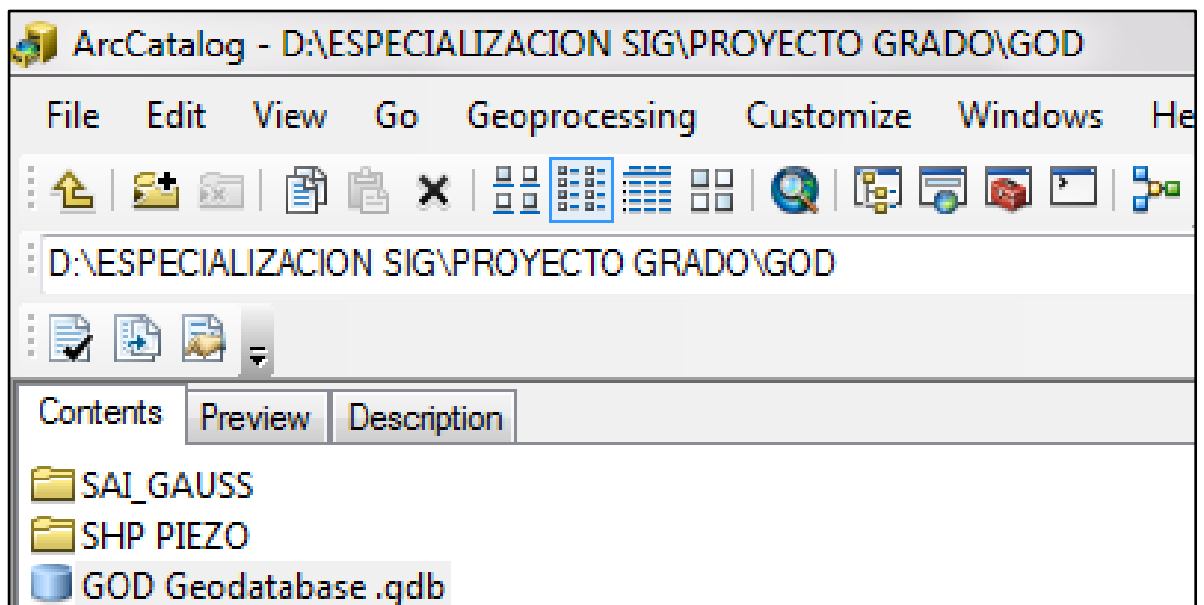 ArcCatalog - D:\ESPECIALIZACION SIG\PROYECTO GRADO\GOD
File Edit View Go Geoprocessing Customize Windows He
D:\ESPECIALIZACION SIG\PROYECTO GRADO\GOD
Contents Preview Description
SAI_GAUSS
SHP PIEZO
GOD Geodatabase .gdb